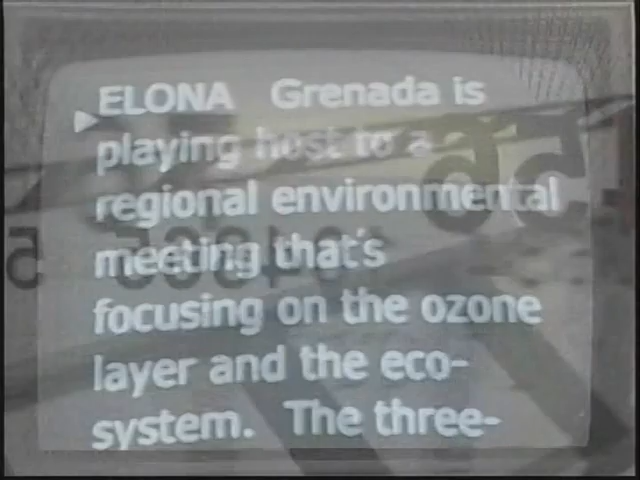 ELONA Grenada is
playing host to a
regional environmental
meeting that's
focusing on the ozone
layer and the eco-
system. The three-